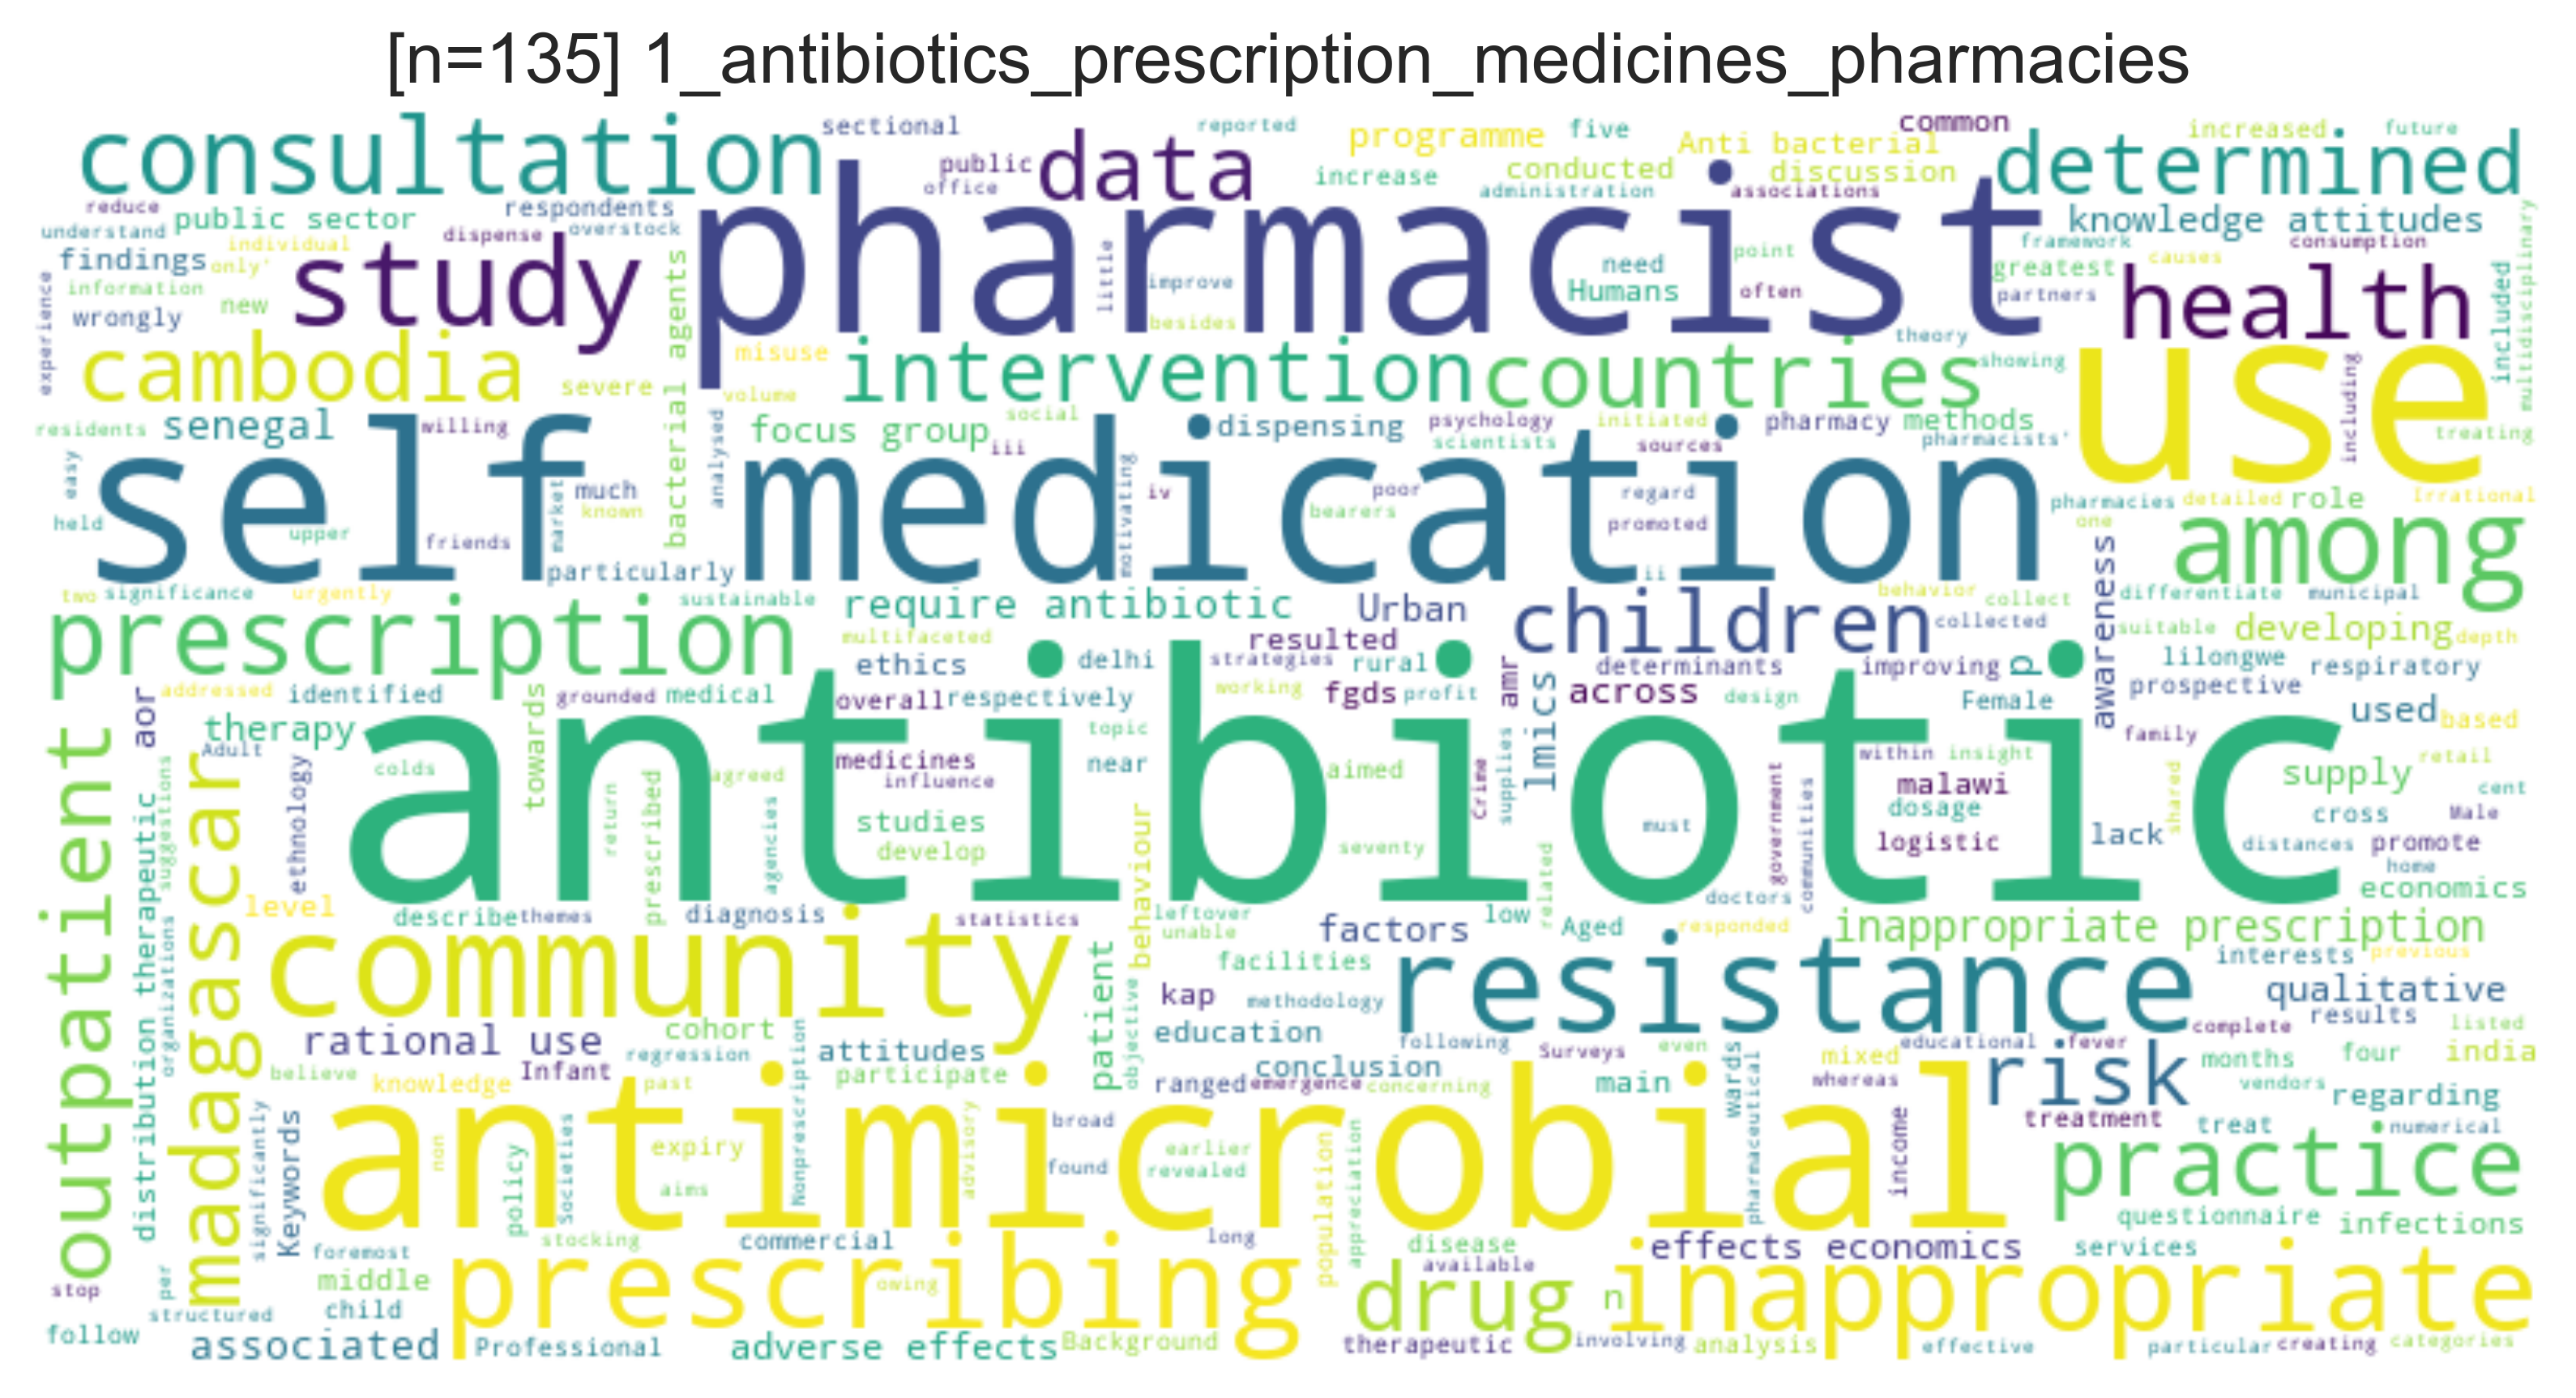 [n=135] 1_antibiotics_prescription_medicines_pharmacies
consultation sectional reported programme five common increased future
public data Anti bacterial determined
office increase conducted discussion
administration associations
reduce public sector respondents pharmacist knowledge attitudes
understand individual dispense overstock framework consumption
findings only' study little improve need point greatest causes health
information new Humans often partners
wrongly besides theory included multidisciplinary
experience cambodia severe bacterial agents misuse intervention countries showing use
volume including
residents senegal willing analysed focus group social dispensing psychology initiated pharmacy methods treating
iii scientists sources pharmacists'
easy self much market motivating medication iv poor regard pharmacies detailed role Irrational
held upper known bearers promoted one among
friends particularly ii awareness
two significance urgently sustainable require antibiotic Urban children behavior collect differentiate municipal
prescription multifaceted resulted collected suitable developing depth
ethics delhi strategies rural determinants improving p lilongwe respiratory
addressed identified grounded medical overall respectively working fgds profit amr across design Female prospective
aor therapy towards antibiotic topic lmics used based
outpatient Adult colds agreed medicines near aimed within insight family retail
madagascar ethnology influence Crime supplies malawi supply cent
suggestions return prescribed agencies studies must dosage shared cross Male
distribution therapeutic develop seventy government communities logistic lack distances promote
home
level describe themes diagnosis statistics behaviour leftover low related doctors economics
unable factors Aged responded inappropriate prescription
organizations community patient facilities resistance interests previous
kap methodology qualitative
rational use cohort objective education complete results listed
regression attitudes following Surveys even wards mixed educational fever
believe knowledge Infant past participate conclusion risk months four india
ranged emergence concerning main whereas vendors regarding
significantly Keywords non antimicrobial Nonprescription advisory broad earlier population appreciation pharmaceutical income treatment treat numerical
policy Societies expiry found revealed practice
aims
questionnaire infections
foremost stocking commercial long disease effects economics services
stop per middle prescribing owing available inappropriate
structured child drug n
follow associated Professional adverse effects Background therapeutic involving analysis effective particular creating categories